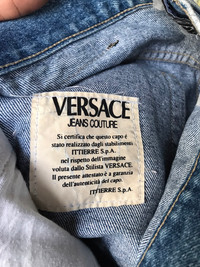 VERSACE
JEANS COUTURE
Si certifica che questo capo è
stato realizzato dagli stabilimenti
ITTIERRE S.p.A.
nel rispetto dell'immagine
voluta dallo Stilista VERSACE.
Il presente attestato è a garanzia
dell'autenticità del capo.
ITTIERRE S.p.A.